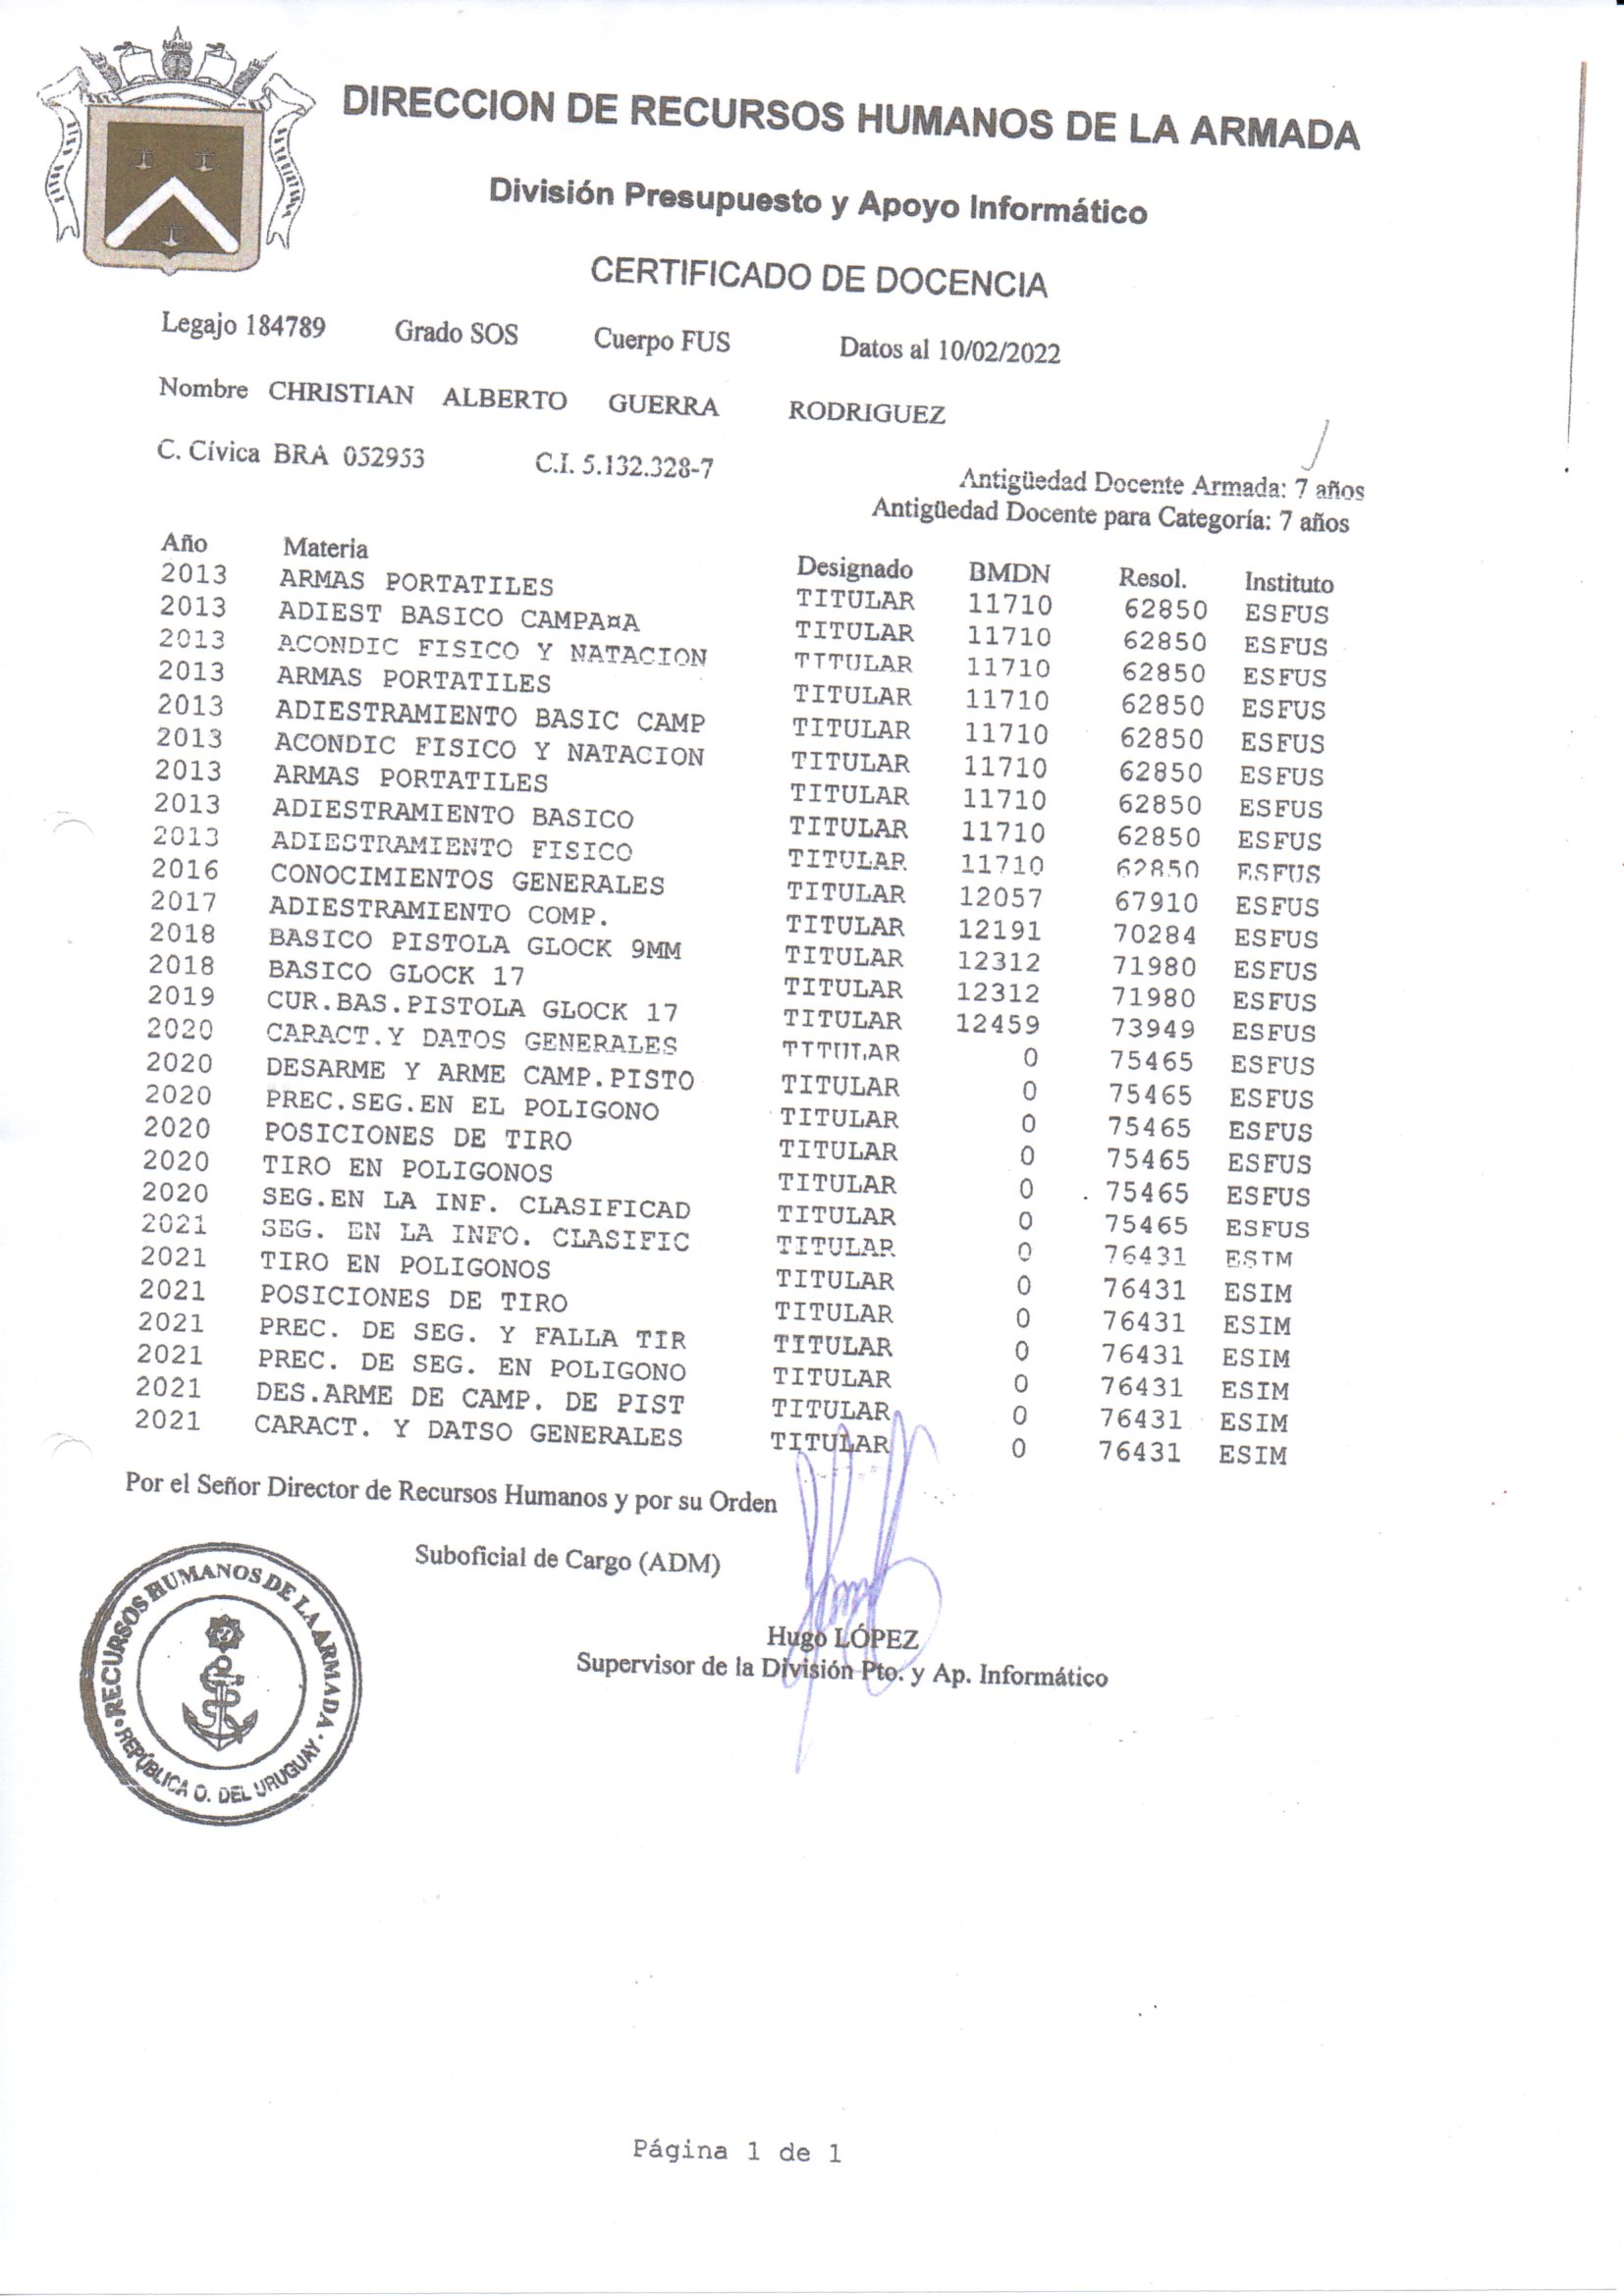 DIRECCION DE RECURSOS HUMANOS DE LA ARMADA
División Presupuesto y Apoyo Informático
CERTIFICADO DE DOCENCIA
Legajo 184789 Grado SOS Cuerpo FUS Datos al 10/02/2022
Nombre CHRISTIAN ALBERTO GUERRA RODRIGUEZ
C. Cívica BRA 052953 C.I. 5.132.328-7
Antigüedad Docente Armada: 7 años
Antigüedad Docente para Categoría: 7 años
Año Materia Designado BMDN Resol. Instituto
2013 ARMAS PORTATILES TITULAR 11710 62850 ESFUS
2013 ADIEST BASICO CAMPA¤A TITULAR 11710 62850 ESFUS
2013 ACONDIC FISICO Y NATACION TITULAR 11710 62850 ESFUS
2013 ARMAS PORTATILES TITULAR 11710 62850 ESFUS
2013 ADIESTRAMIENTO BASIC CAMP TITULAR 11710 62850 ESFUS
2013 ACONDIC FISICO Y NATACION TITULAR 11710 62850 ESFUS
2013 ARMAS PORTATILES TITULAR 11710 62850 ESFUS
2013 ADIESTRAMIENTO BASICO TITULAR 11710 62850 ESFUS
2013 ADIESTRAMIENTO FISICO TITULAR 11710 62850 ESFUS
2016 CONOCIMIENTOS GENERALES TITULAR 12057 67910 ESFUS
2017 ADIESTRAMIENTO COMP. TITULAR 12191 70284 ESFUS
2018 BASICO PISTOLA GLOCK 9MM TITULAR 12312 71980 ESFUS
2018 BASICO GLOCK 17 TITULAR 12312 71980 ESFUS
2019 CUR.BAS.PISTOLA GLOCK 17 TITULAR 12459 73949 ESFUS
2020 CARACT.Y DATOS GENERALES TITULAR 0 75465 ESFUS
2020 DESARME Y ARME CAMP.PISTO TITULAR 0 75465 ESFUS
2020 PREC.SEG.EN EL POLIGONO TITULAR 0 75465 ESFUS
2020 POSICIONES DE TIRO TITULAR 0 75465 ESFUS
2020 TIRO EN POLIGONOS TITULAR 0 75465 ESFUS
2020 SEG.EN LA INF. CLASIFICAD TITULAR 0 75465 ESFUS
2021 SEG. EN LA INFO. CLASIFIC TITULAR 0 76431 ESIM
2021 TIRO EN POLIGONOS TITULAR 0 76431 ESIM
2021 POSICIONES DE TIRO TITULAR 0 76431 ESIM
2021 PREC. DE SEG. Y FALLA TIR TITULAR 0 76431 ESIM
2021 PREC. DE SEG. EN POLIGONO TITULAR 0 76431 ESIM
2021 DES.ARME DE CAMP. DE PIST TITULAR 0 76431 ESIM
2021 CARACT. Y DATSO GENERALES TITULAR 0 76431 ESIM
Por el Señor Director de Recursos Humanos y por su Orden
Suboficial de Cargo (ADM)
Hugo LÓPEZ
Supervisor de la División Pto. y Ap. Informático
RECURSOS HUMANOS DE LA ARMADA
REPÚBLICA O. DEL URUGUAY
Página 1 de 1